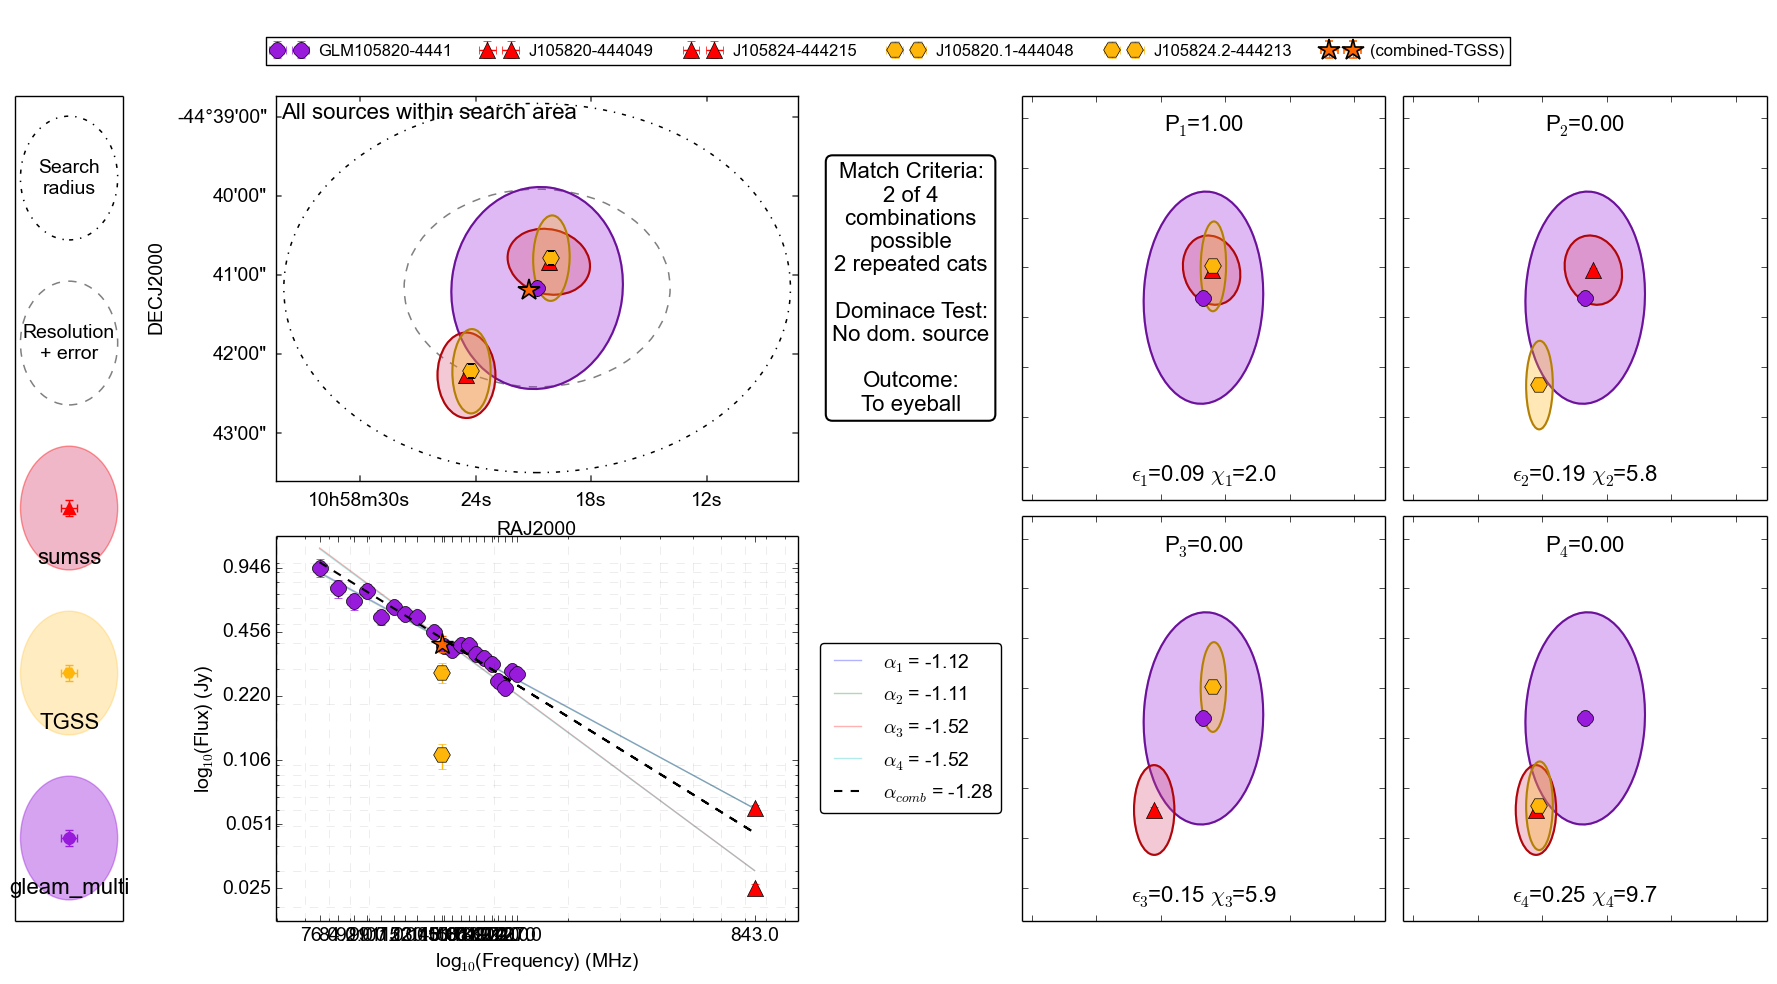 GLM105820-4441 J105820-444049 J105824-444215 J105820.1-444048 J105824.2-444213 (combined-TGSS)
Search
radius
Resolution
+ error
sumss
TGSS
gleam_multi
All sources within search area
DECJ2000
-44°39'00"
40'00"
41'00"
42'00"
43'00"
10h58m30s 24s 18s 12s
RAJ2000
Match Criteria:
2 of 4
combinations
possible
2 repeated cats
Dominace Test:
No dom. source
Outcome:
To eyeball
P1=1.00
ϵ1=0.09 χ1=2.0
P2=0.00
ϵ2=0.19 χ2=5.8
P3=0.00
ϵ3=0.15 χ3=5.9
P4=0.00
ϵ4=0.25 χ4=9.7
log10(Flux) (Jy)
0.946
0.456
0.220
0.106
0.051
0.025
843.0
log10(Frequency) (MHz)
α1 = -1.12
α2 = -1.11
α3 = -1.52
α4 = -1.52
αcomb = -1.28